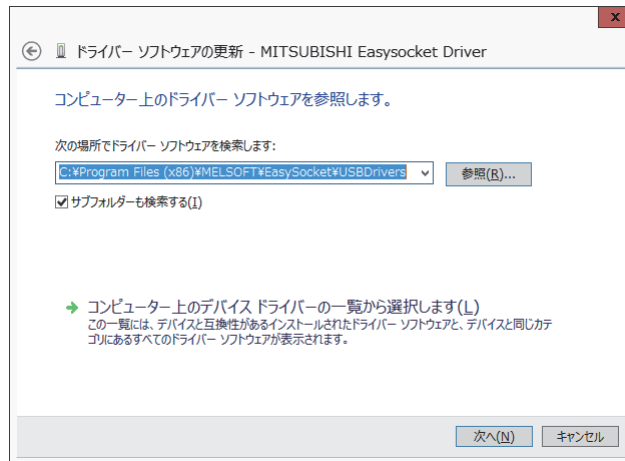 x
ドライバー ソフトウェアの更新 - MITSUBISHI Easysocket Driver
コンピューター上のドライバー ソフトウェアを参照します。
次の場所でドライバー ソフトウェアを検索します:
C:¥Program Files (x86)¥MELSOFT¥EasySocket¥USBDrivers 参照(R)...
サブフォルダーも検索する(I)
コンピューター上のデバイス ドライバーの一覧から選択します(L)
この一覧には、デバイスと互換性があるインストールされたドライバー ソフトウェアと、デバイスと同じカテ
ゴリにあるすべてのドライバー ソフトウェアが表示されます。
次へ(N) キャンセル